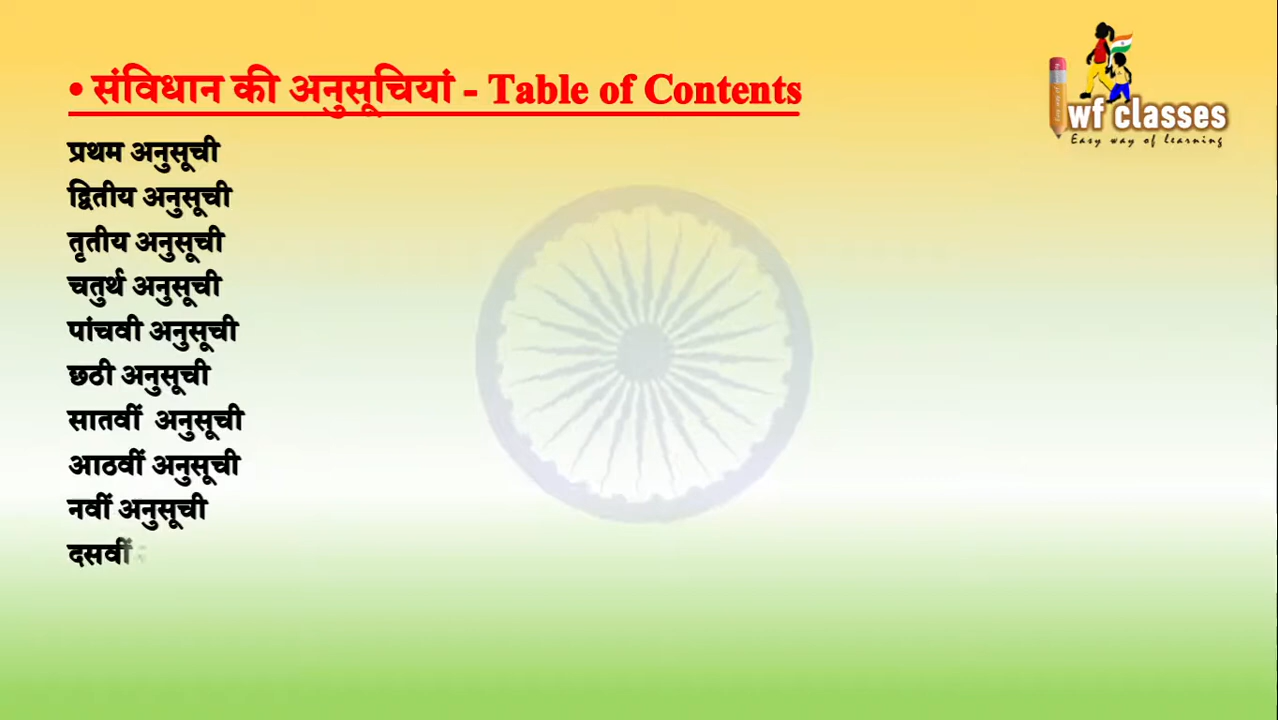 • संविधान की अनुसूचियां - Table of Contents
wf classes
Easy way of learning
प्रथम अनुसूची
द्वितीय अनुसूची
तृतीय अनुसूची
चतुर्थ अनुसूची
पांचवी अनुसूची
छठी अनुसूची
सातवीं अनुसूची
आठवीं अनुसूची
नवीं अनुसूची
दसवीं